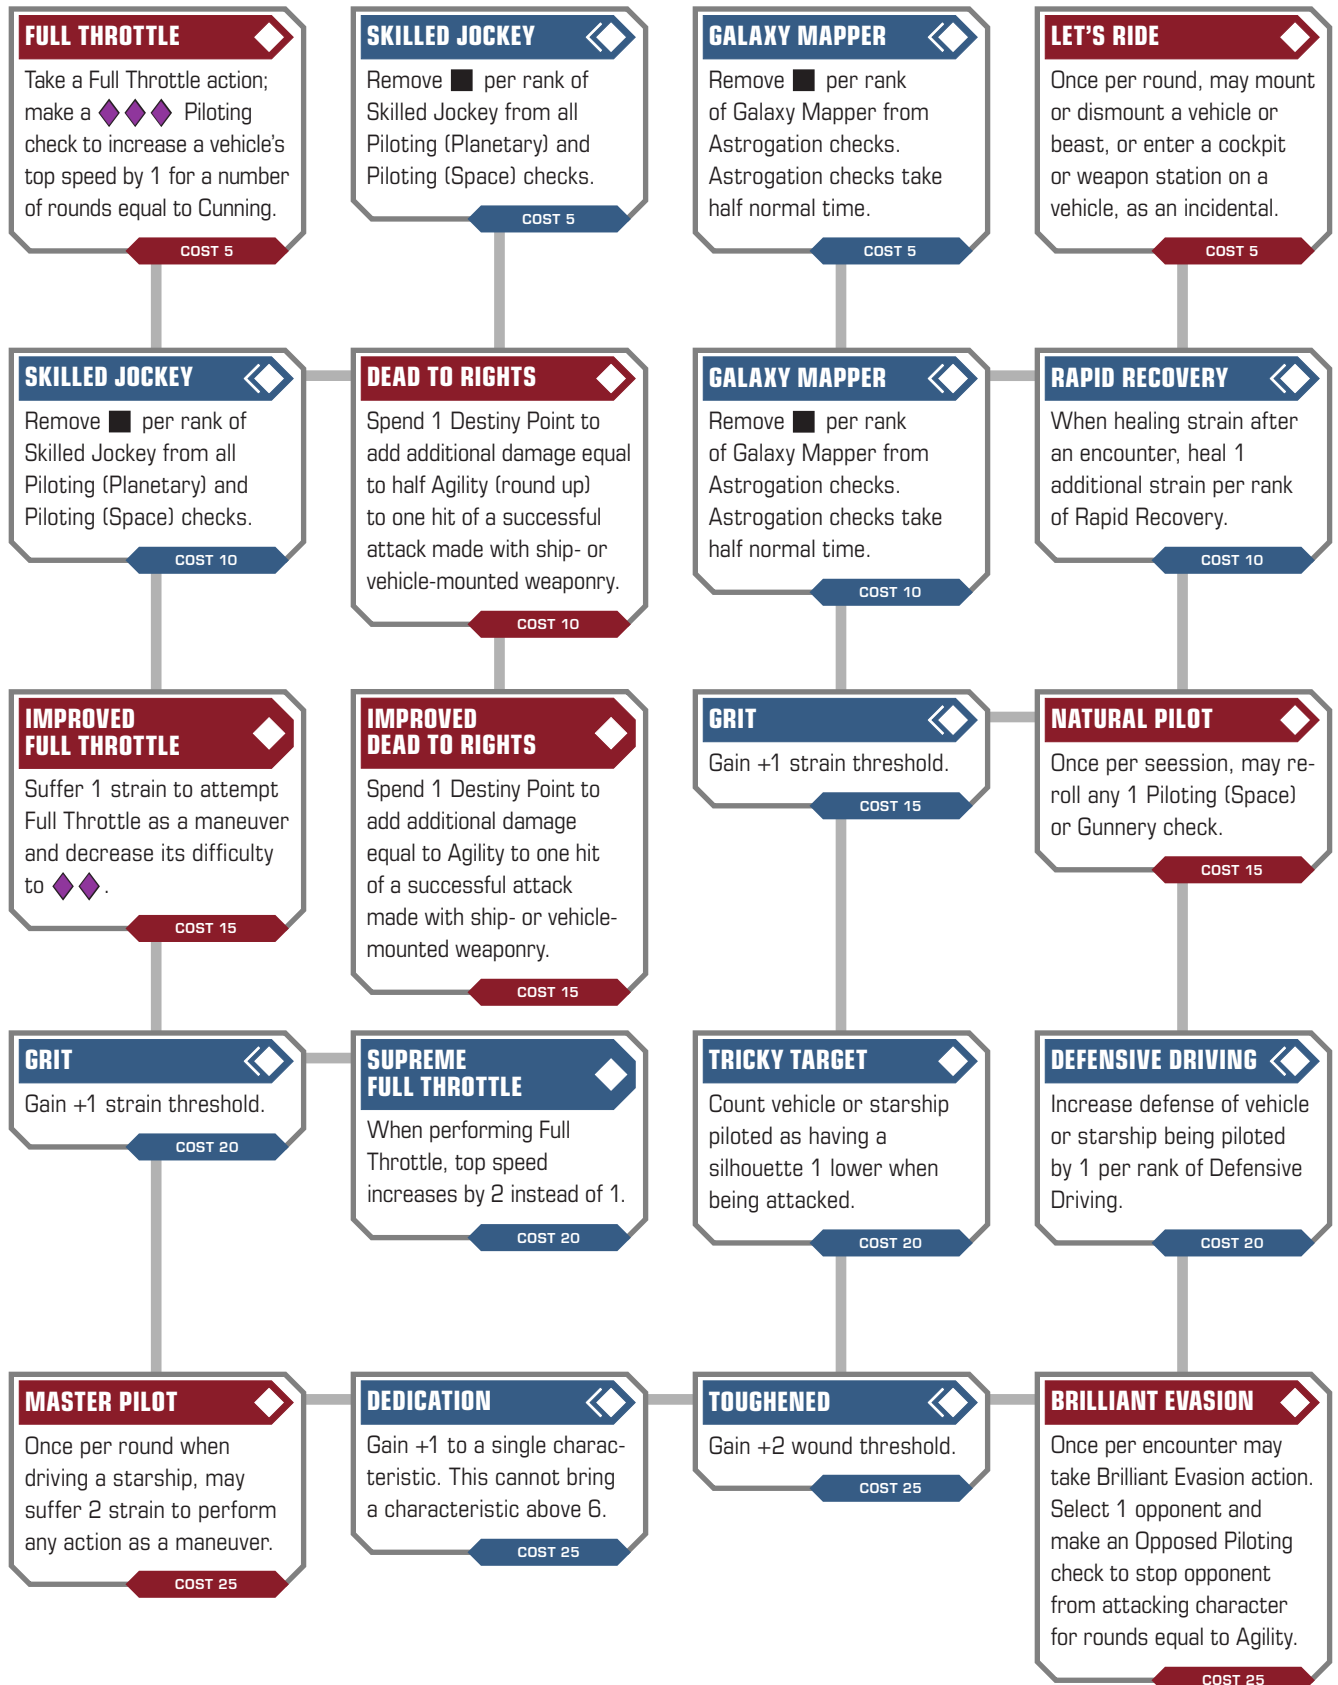 FULL THROTTLE
Take a Full Throttle action;
make a Piloting
check to increase a vehicle's
top speed by 1 for a number
of rounds equal to Cunning.
COST 5
SKILLED JOCKEY
Remove per rank of
Skilled Jockey from all
Piloting (Planetary) and
Piloting (Space) checks.
COST 5
GALAXY MAPPER
Remove per rank
of Galaxy Mapper from
Astrogation checks.
Astrogation checks take
half normal time.
COST 5
LET'S RIDE
Once per round, may mount
or dismount a vehicle or
beast, or enter a cockpit
or weapon station on a
vehicle, as an incidental.
COST 5
SKILLED JOCKEY
Remove per rank of
Skilled Jockey from all
Piloting (Planetary) and
Piloting (Space) checks.
COST 10
DEAD TO RIGHTS
Spend 1 Destiny Point to
add additional damage equal
to half Agility (round up)
to one hit of a successful
attack made with ship- or
vehicle-mounted weaponry.
COST 10
GALAXY MAPPER
Remove per rank
of Galaxy Mapper from
Astrogation checks.
Astrogation checks take
half normal time.
COST 10
RAPID RECOVERY
When healing strain after
an encounter, heal 1
additional strain per rank
of Rapid Recovery.
COST 10
IMPROVED
FULL THROTTLE
Suffer 1 strain to attempt
Full Throttle as a maneuver
and decrease its difficulty
to .
COST 15
IMPROVED
DEAD TO RIGHTS
Spend 1 Destiny Point to
add additional damage
equal to Agility to one hit
of a successful attack
made with ship- or vehicle-
mounted weaponry.
COST 15
GRIT
Gain +1 strain threshold.
COST 15
NATURAL PILOT
Once per seession, may re-
roll any 1 Piloting (Space)
or Gunnery check.
COST 15
GRIT
Gain +1 strain threshold.
COST 20
SUPREME
FULL THROTTLE
When performing Full
Throttle, top speed
increases by 2 instead of 1.
COST 20
TRICKY TARGET
Count vehicle or starship
piloted as having a
silhouette 1 lower when
being attacked.
COST 20
DEFENSIVE DRIVING
Increase defense of vehicle
or starship being piloted
by 1 per rank of Defensive
Driving.
COST 20
MASTER PILOT
Once per round when
driving a starship, may
suffer 2 strain to perform
any action as a maneuver.
COST 25
DEDICATION
Gain +1 to a single charac-
teristic. This cannot bring
a characteristic above 6.
COST 25
TOUGHENED
Gain +2 wound threshold.
COST 25
BRILLIANT EVASION
Once per encounter may
take Brilliant Evasion action.
Select 1 opponent and
make an Opposed Piloting
check to stop opponent
from attacking character
for rounds equal to Agility.
COST 25